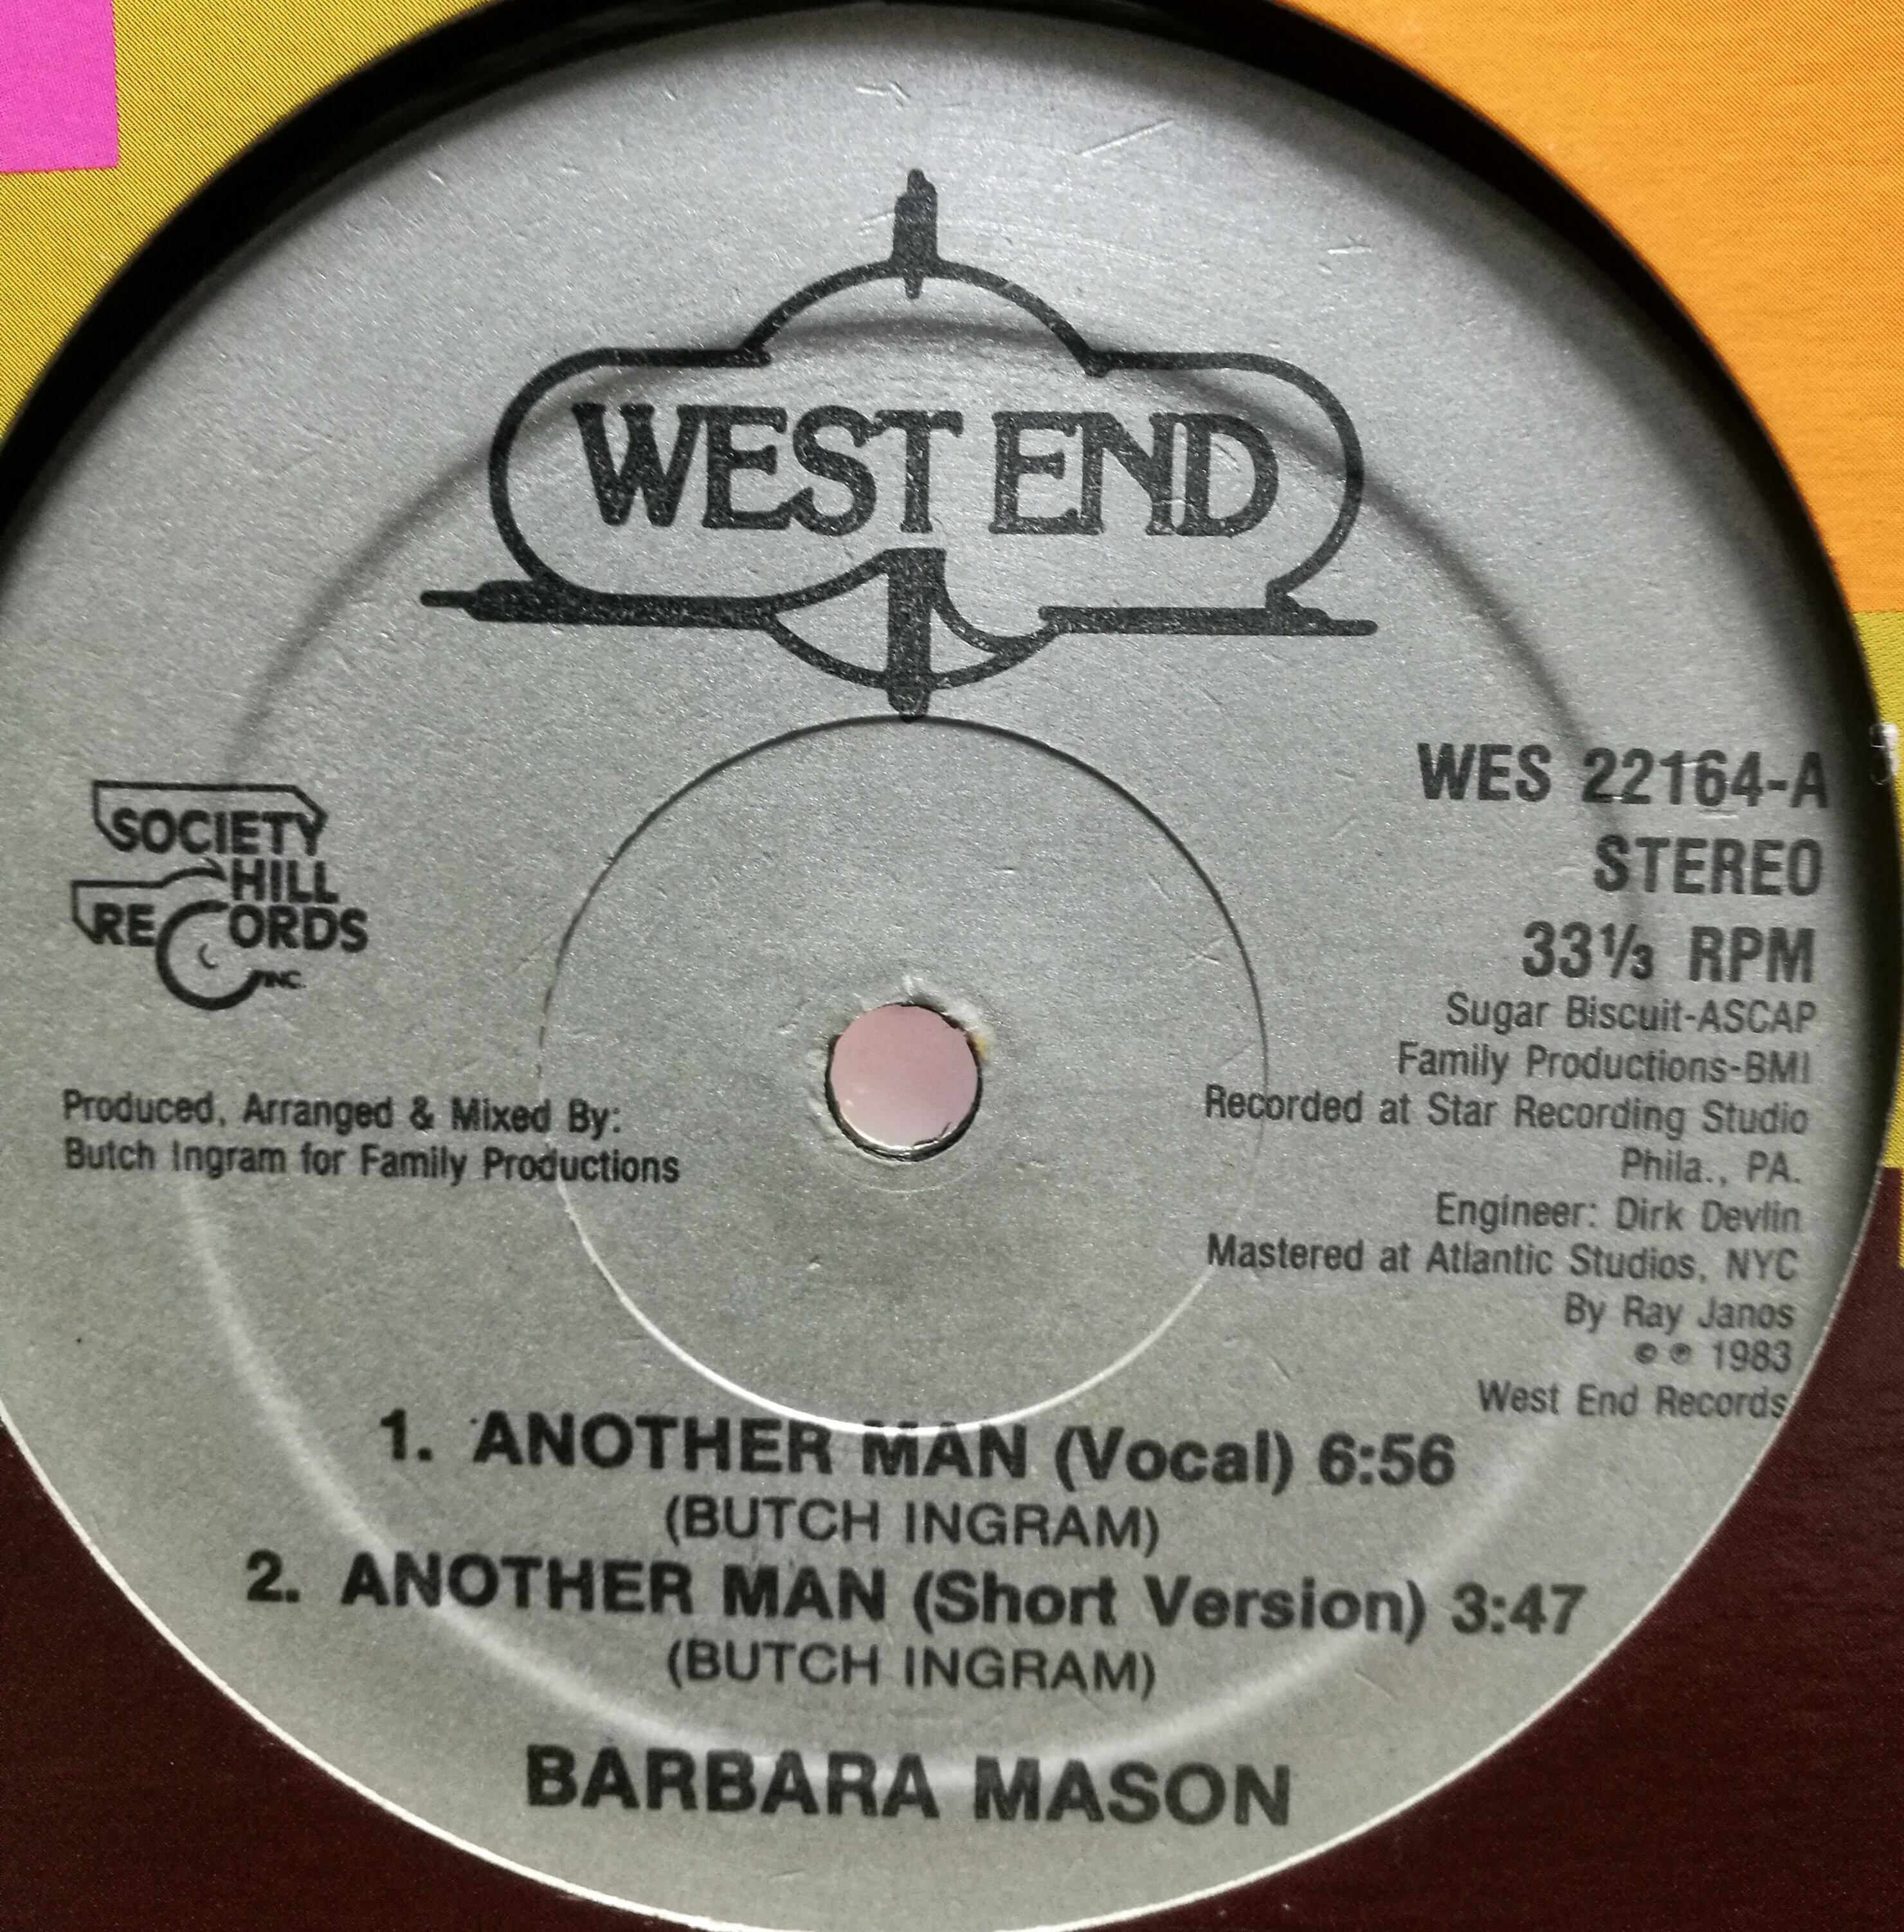 WEST END
SOCIETY
HILL
RECORDS
INC.
WES 22164-A
STEREO
33⅓ RPM
Sugar Biscuit-ASCAP
Family Productions-BMI
Recorded at Star Recording Studio
Phila., PA.
Engineer: Dirk Devlin
Mastered at Atlantic Studios, NYC
By Ray Janos
© ℗ 1983
West End Records
Produced, Arranged & Mixed By:
Butch Ingram for Family Productions
1. ANOTHER MAN (Vocal) 6:56
(BUTCH INGRAM)
2. ANOTHER MAN (Short Version) 3:47
(BUTCH INGRAM)
BARBARA MASON